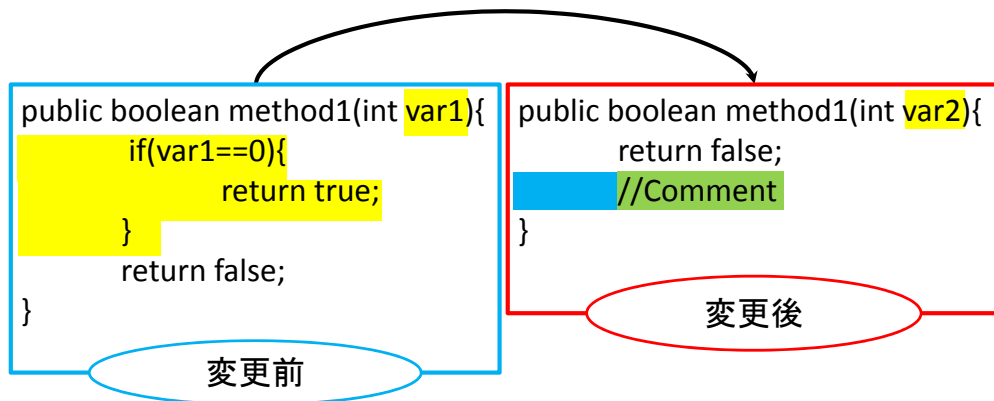 public boolean method1(int var1){
if(var1==0){
return true;
}
return false;
}
変更前
public boolean method1(int var2){
return false;
//Comment
}
変更後